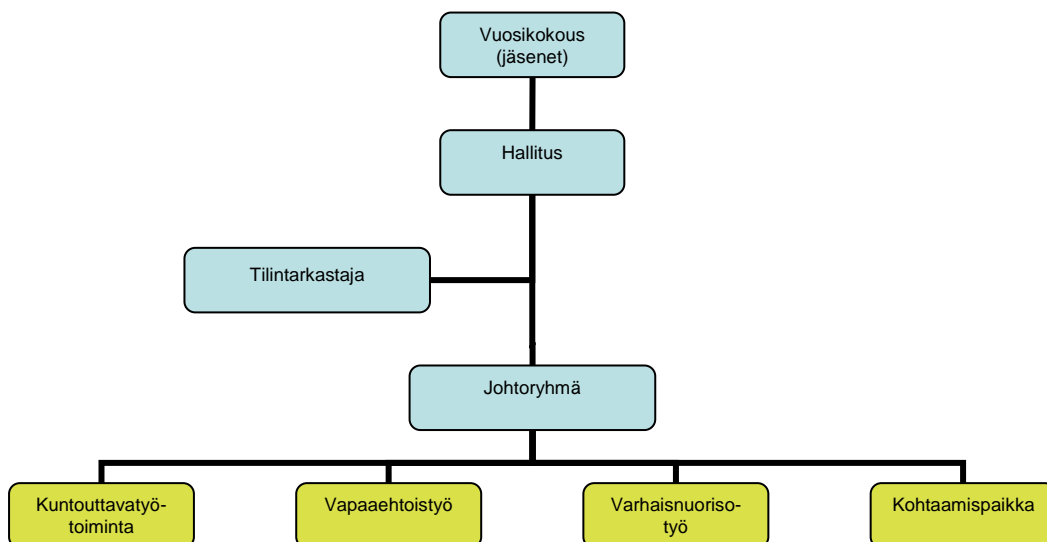 Vuosikokous
(jäsenet)
Hallitus
Tilintarkastaja
Johtoryhmä
Kuntouttavatyö-
toiminta
Vapaaehtoistyö
Varhaisnuoriso-
työ
Kohtaamispaikka